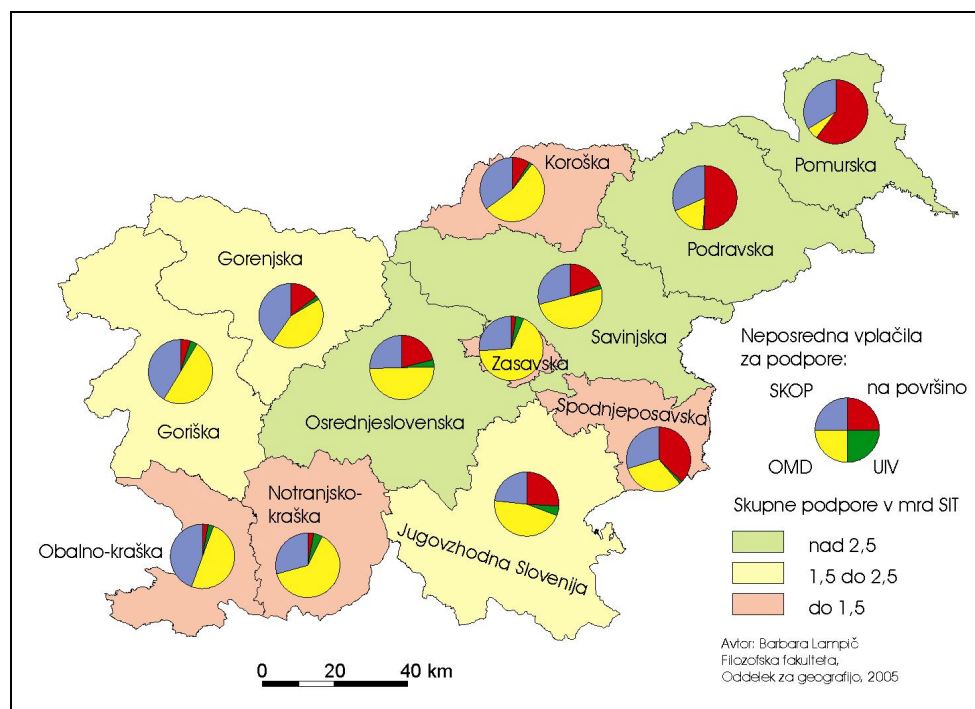 Pomurska
Koroška
Podravska
Gorenjska
Savinjska
Zasavska
Goriška
Osrednjeslovenska
Spodnjeposavska
Notranjsko-
kraška
Obalno-kraška
Jugovzhodna Slovenija
Neposredna vplačila
za podpore:
SKOP
na površino
OMD
UIV
Skupne podpore v mrd SIT
nad 2,5
1,5 do 2,5
do 1,5
Avtor: Barbara Lampič
Filozofska fakulteta,
Oddelek za geografijo, 2005
0 20 40 km